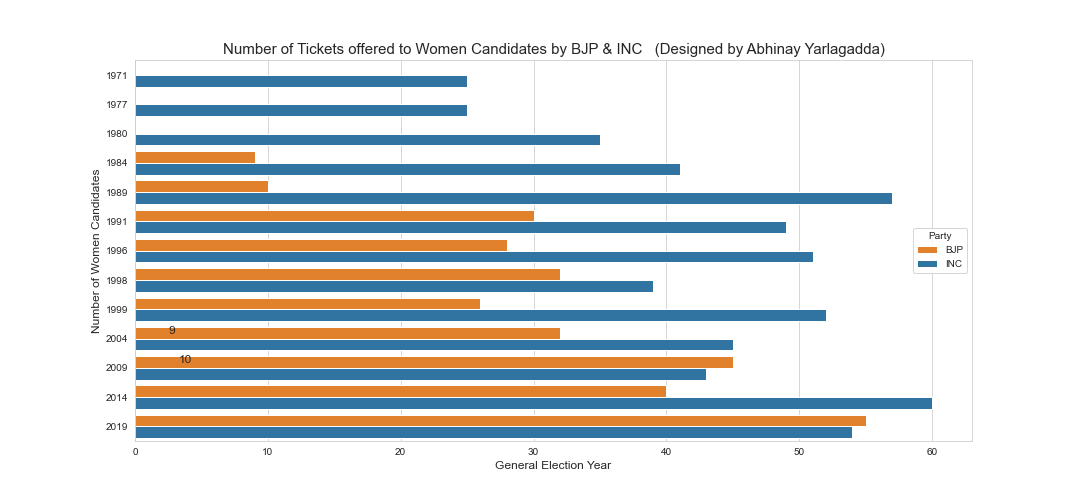 Number of Tickets offered to Women Candidates by BJP & INC (Designed by Abhinay Yarlagadda)
Number of Women Candidates
1971
1977
1980
1984
1989
1991
1996
1998
1999
2004
2009
2014
2019
9
10
Party
BJP
INC
0 10 20 30 40 50 60
General Election Year